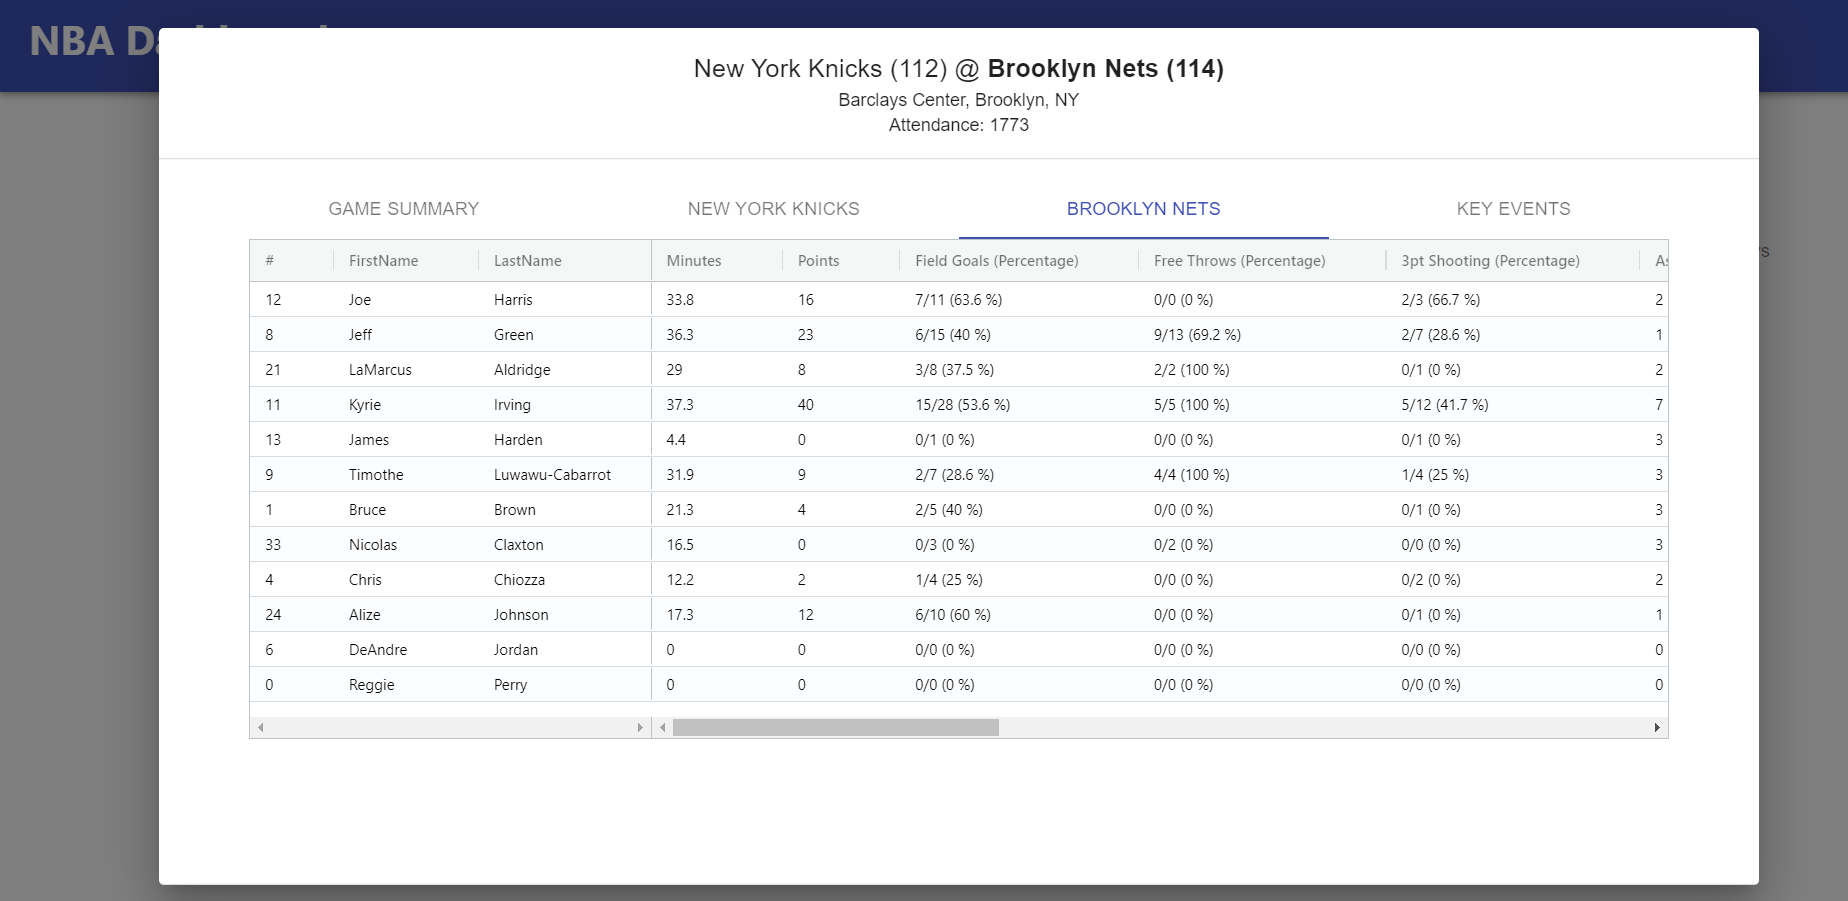 NBA Da
New York Knicks (112) @ Brooklyn Nets (114)
Barclays Center, Brooklyn, NY
Attendance: 1773
GAME SUMMARY NEW YORK KNICKS BROOKLYN NETS KEY EVENTS
# FirstName LastName Minutes Points Field Goals (Percentage) Free Throws (Percentage) 3pt Shooting (Percentage) As
12 Joe Harris 33.8 16 7/11 (63.6 %) 0/0 (0 %) 2/3 (66.7 %) 2
8 Jeff Green 36.3 23 6/15 (40 %) 9/13 (69.2 %) 2/7 (28.6 %) 1
21 LaMarcus Aldridge 29 8 3/8 (37.5 %) 2/2 (100 %) 0/1 (0 %) 2
11 Kyrie Irving 37.3 40 15/28 (53.6 %) 5/5 (100 %) 5/12 (41.7 %) 7
13 James Harden 4.4 0 0/1 (0 %) 0/0 (0 %) 0/1 (0 %) 3
9 Timothe Luwawu-Cabarrot 31.9 9 2/7 (28.6 %) 4/4 (100 %) 1/4 (25 %) 3
1 Bruce Brown 21.3 4 2/5 (40 %) 0/0 (0 %) 0/1 (0 %) 3
33 Nicolas Claxton 16.5 0 0/3 (0 %) 0/2 (0 %) 0/0 (0 %) 3
4 Chris Chiozza 12.2 2 1/4 (25 %) 0/0 (0 %) 0/2 (0 %) 2
24 Alize Johnson 17.3 12 6/10 (60 %) 0/0 (0 %) 0/1 (0 %) 1
6 DeAndre Jordan 0 0 0/0 (0 %) 0/0 (0 %) 0/0 (0 %) 0
0 Reggie Perry 0 0 0/0 (0 %) 0/0 (0 %) 0/0 (0 %) 0